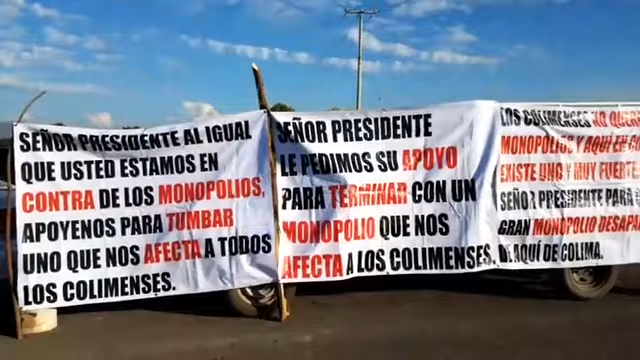 SEÑOR PRESIDENTE AL IGUAL
QUE USTED ESTAMOS EN
CONTRA DE LOS MONOPOLIOS,
APOYENOS PARA TUMBAR
UNO QUE NOS AFECTA A TODOS
LOS COLIMENSES.
SEÑOR PRESIDENTE
LE PEDIMOS SU APOYO
PARA TERMINAR CON UN
MONOPOLIO QUE NOS
AFECTA A LOS COLIMENSES.
LOS COLIMENSES NO
MONOPOLIOS Y AQUÍ EN
EXISTE UNO Y MUY FUERTE.
SEÑOR PRESIDENTE PARA
GRAN MONOPOLIO
DE AQUÍ DE COLIMA.